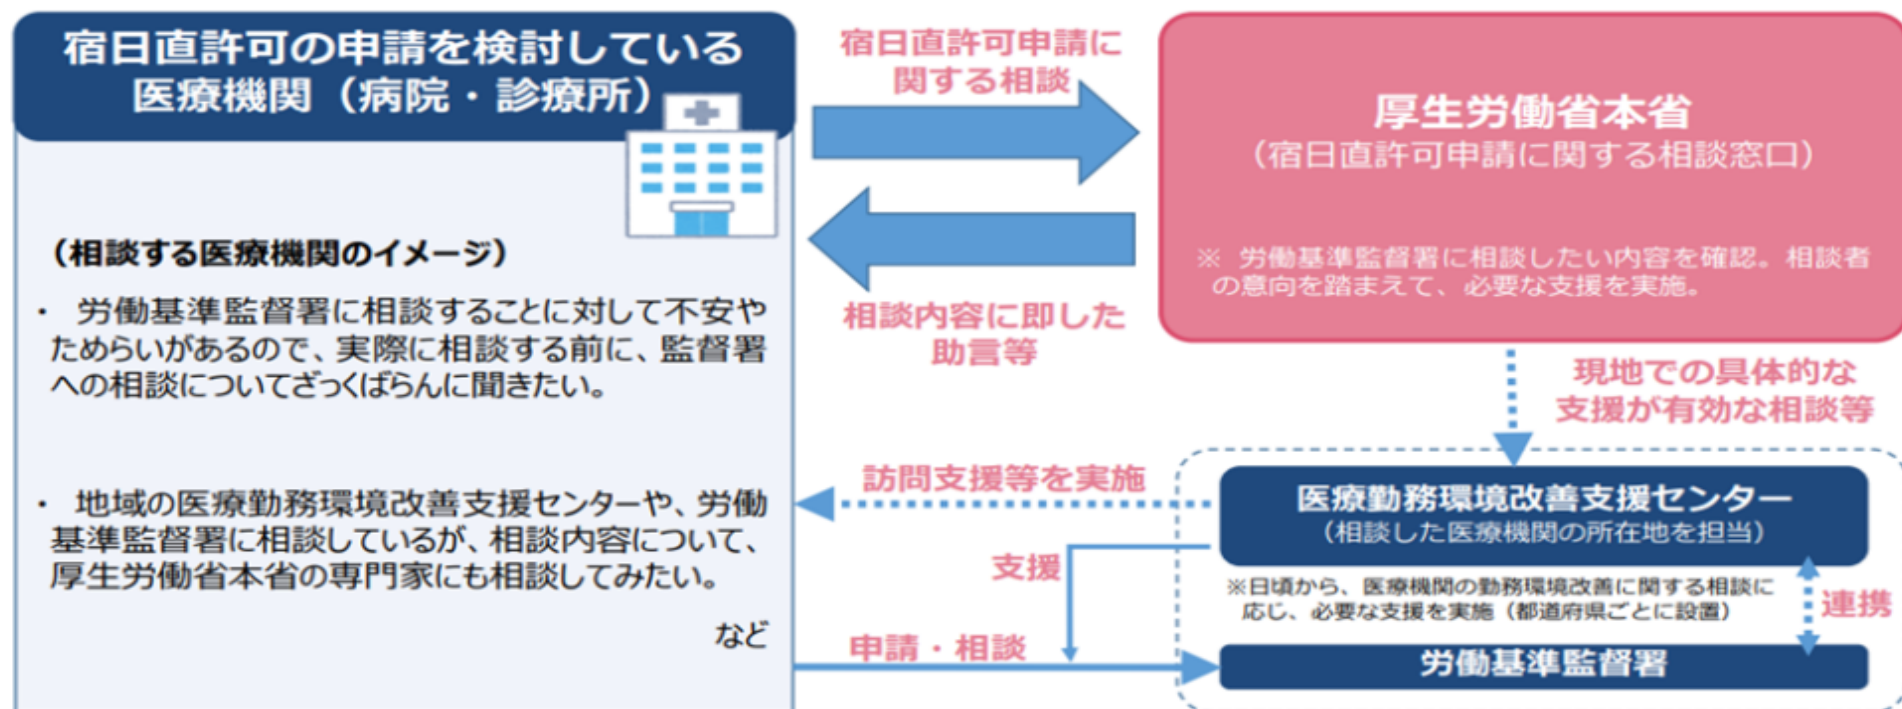 宿日直許可の申請を検討している
医療機関（病院・診療所）
（相談する医療機関のイメージ）
・ 労働基準監督署に相談することに対して不安や
ためらいがあるので、実際に相談する前に、監督署
への相談についてざっくばらんに聞きたい。
・ 地域の医療勤務環境改善支援センターや、労働
基準監督署に相談しているが、相談内容について、
厚生労働省本省の専門家にも相談してみたい。
など
宿日直許可申請に
関する相談
相談内容に即した
助言等
厚生労働省本省
（宿日直許可申請に関する相談窓口）
※ 労働基準監督署に相談したい内容を確認。相談者
の意向を踏まえて、必要な支援を実施。
現地での具体的な
支援が有効な相談等
訪問支援等を実施
医療勤務環境改善支援センター
（相談した医療機関の所在地を担当）
支援
※日頃から、医療機関の勤務環境改善に関する相談に
応じ、必要な支援を実施（都道府県ごとに設置）
連携
申請・相談
労働基準監督署